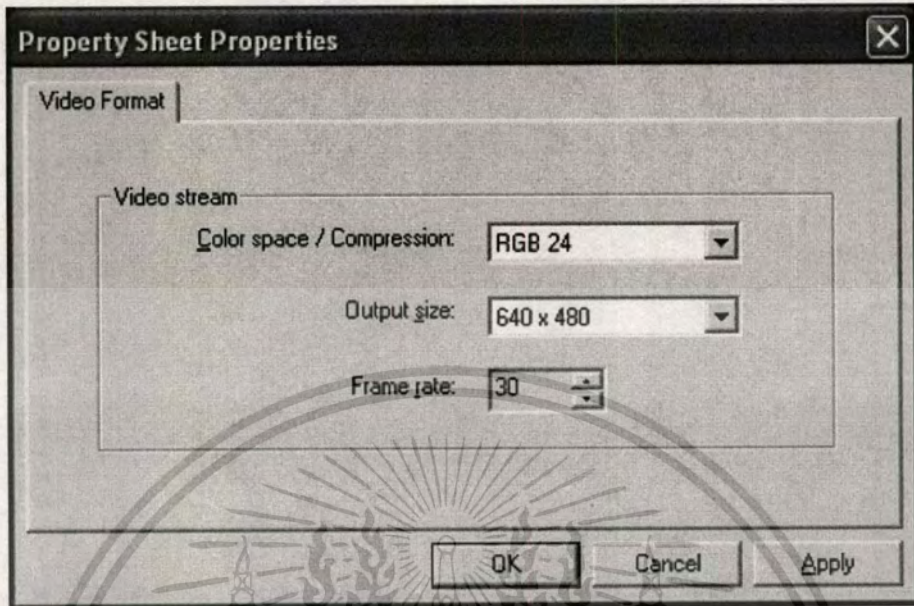 Property Sheet Properties
Video Format
Video stream
Color space / Compression: RGB 24
Output size: 640 x 480
Frame rate: 30
OK Cancel Apply